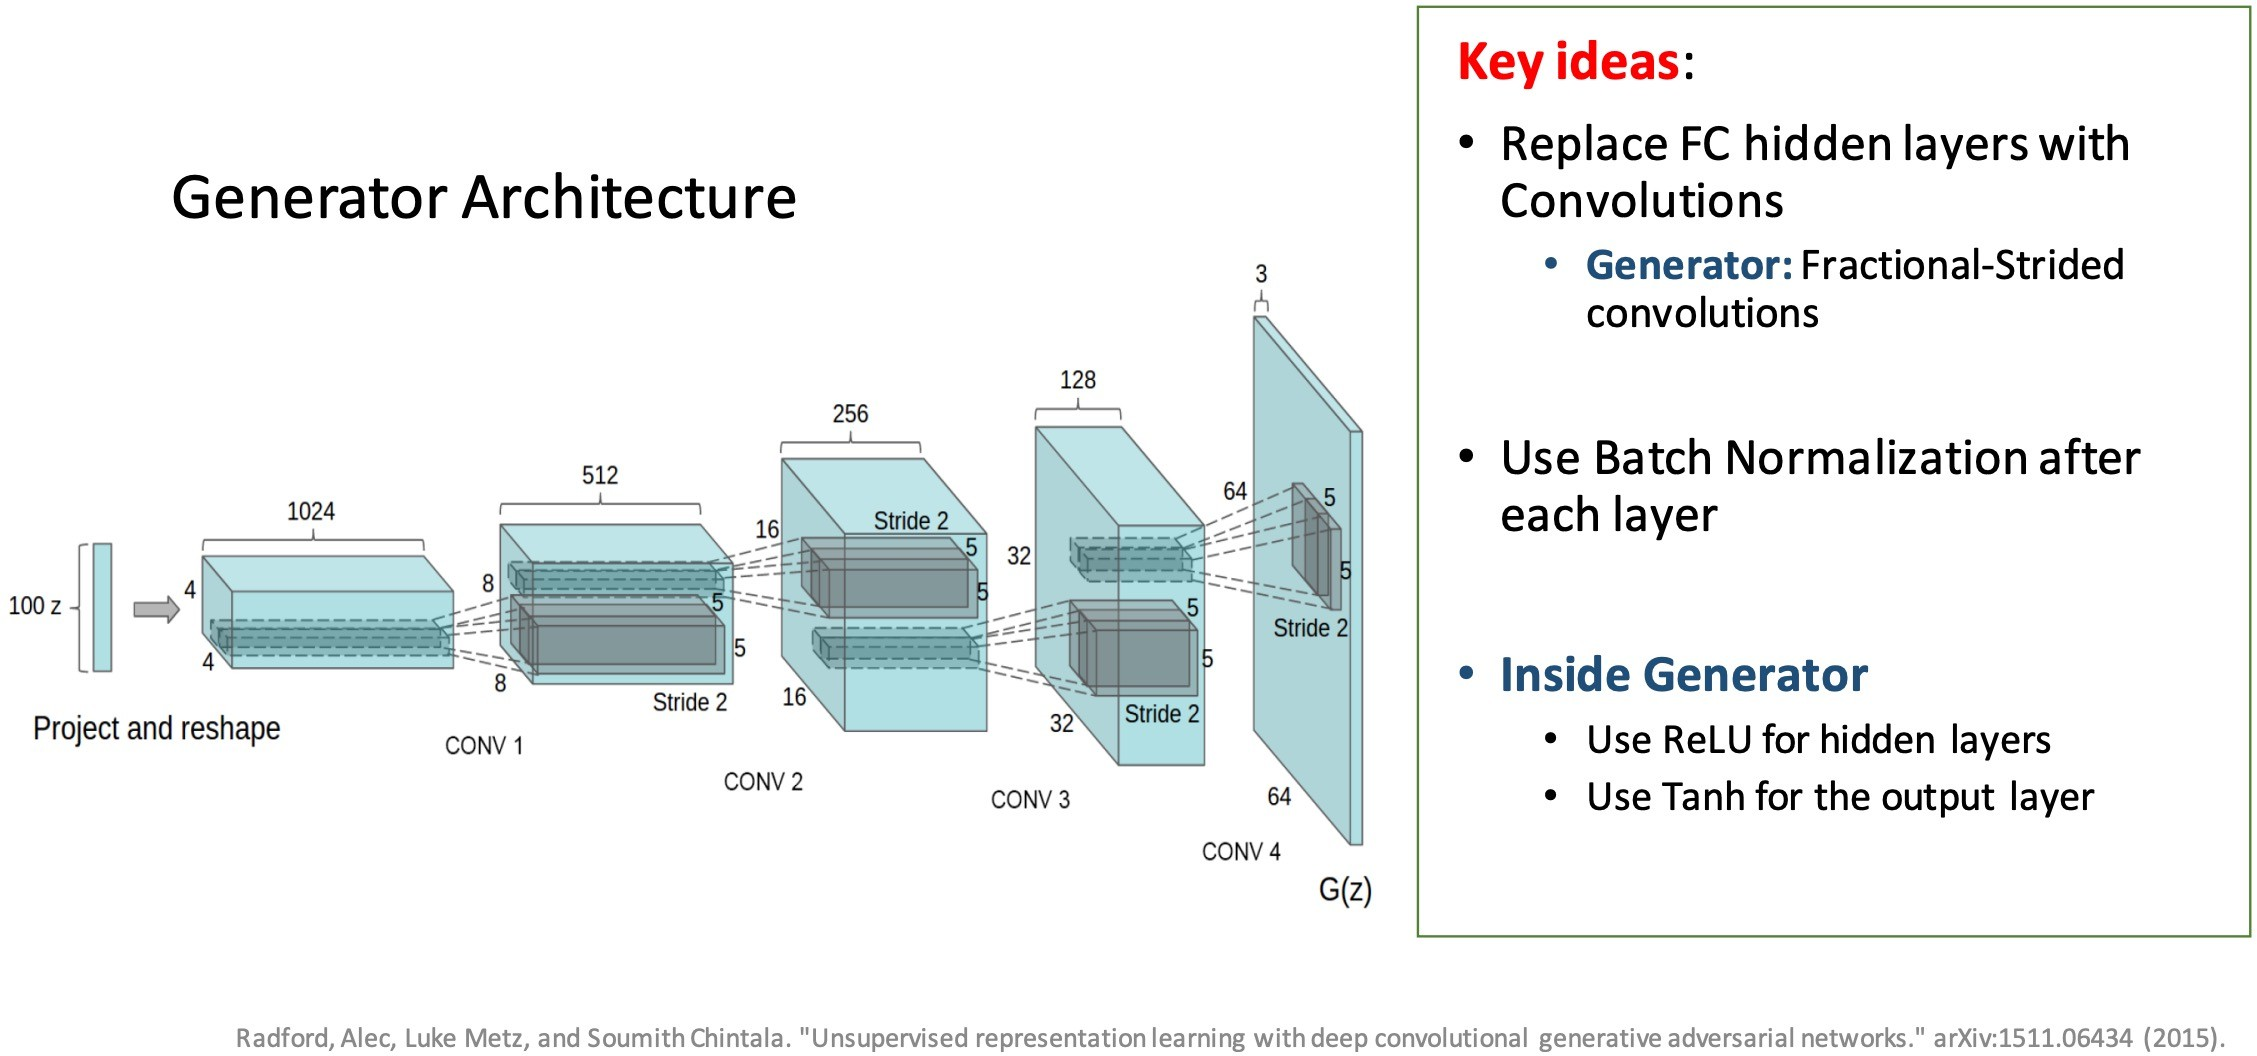 Generator Architecture
100 z
Project and reshape
1024
4
4
CONV 1
512
8
8
5
5
Stride 2
CONV 2
256
16
16
Stride 2
5
5
CONV 3
128
32
32
5
5
Stride 2
CONV 4
3
64
64
5
5
Stride 2
G(z)
Key ideas:
• Replace FC hidden layers with
Convolutions
• Generator: Fractional-Strided
convolutions
• Use Batch Normalization after
each layer
• Inside Generator
• Use ReLU for hidden layers
• Use Tanh for the output layer
Radford, Alec, Luke Metz, and Soumith Chintala. "Unsupervised representation learning with deep convolutional generative adversarial networks." arXiv:1511.06434 (2015).